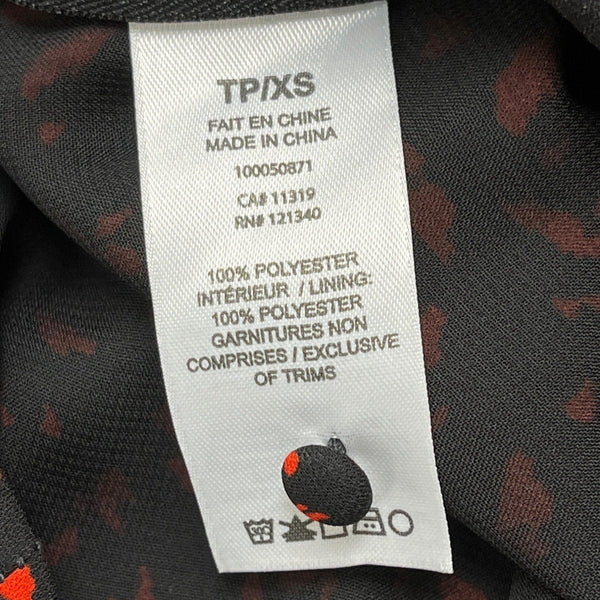 TP/XS
FAIT EN CHINE
MADE IN CHINA
100050871
CA# 11319
RN# 121340
100% POLYESTER
INTÉRIEUR / LINING:
100% POLYESTER
GARNITURES NON
COMPRISES / EXCLUSIVE
OF TRIMS